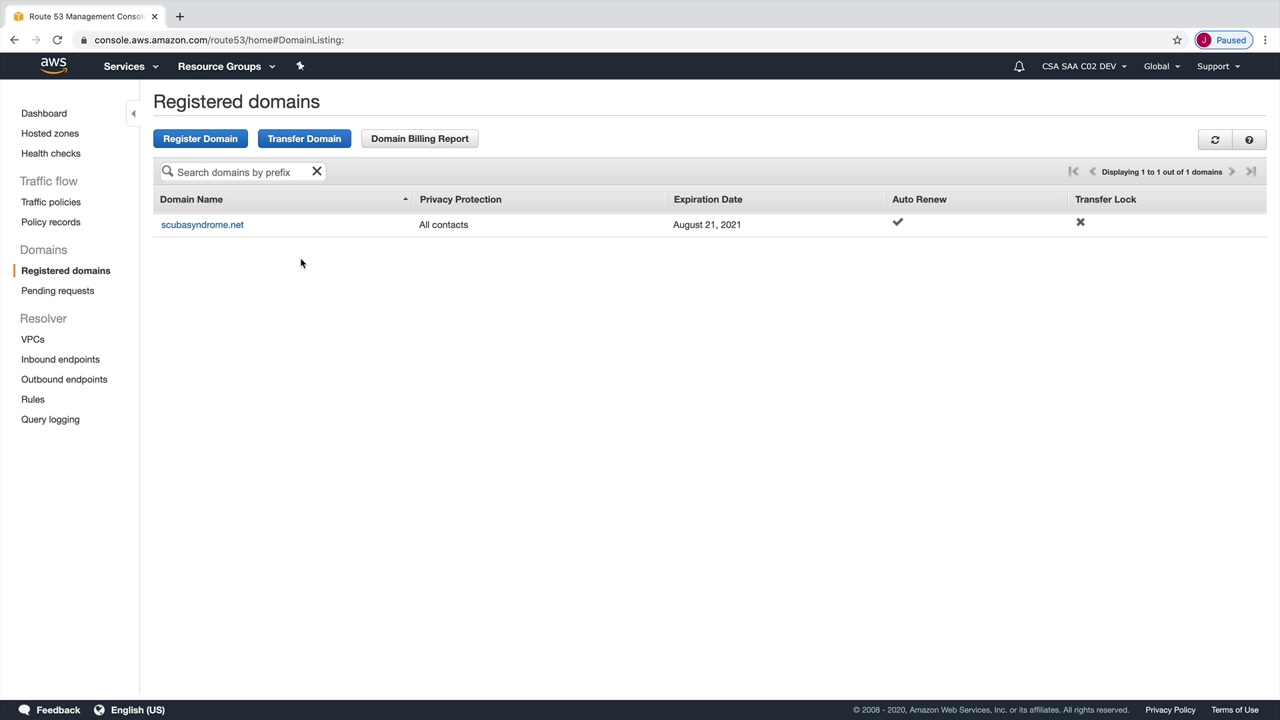 Route 53 Management Consol
console.aws.amazon.com/route53/home#DomainListing:
J Paused
aws
Services
Resource Groups
CSA SAA C02 DEV
Global
Support
Dashboard
Hosted zones
Health checks
Traffic flow
Traffic policies
Policy records
Domains
Registered domains
Pending requests
Resolver
VPCs
Inbound endpoints
Outbound endpoints
Rules
Query logging
Registered domains
Register Domain
Transfer Domain
Domain Billing Report
Search domains by prefix
Displaying 1 to 1 out of 1 domains
Domain Name Privacy Protection Expiration Date Auto Renew Transfer Lock
scubasyndrome.net All contacts August 21, 2021
Feedback
English (US)
© 2008 - 2020, Amazon Web Services, Inc. or its affiliates. All rights reserved.
Privacy Policy
Terms of Use